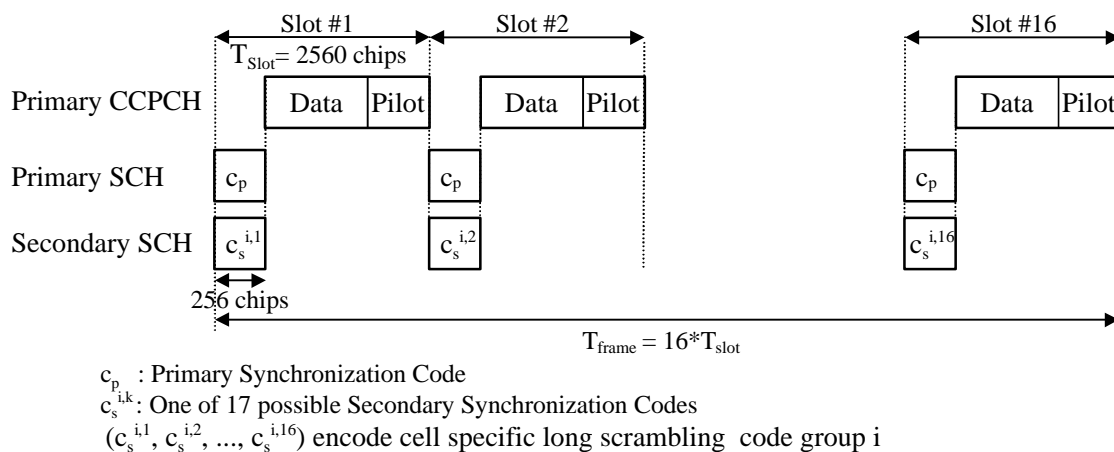 Slot #1 Slot #2 Slot #16
T_Slot= 2560 chips
Primary CCPCH Data Pilot Data Pilot Data Pilot
Primary SCH c_p c_p c_p
Secondary SCH c_s^i,1 c_s^i,2 c_s^i,16
256 chips
T_frame = 16*T_slot
c_p : Primary Synchronization Code
c_s^i,k : One of 17 possible Secondary Synchronization Codes
(c_s^i,1, c_s^i,2, ..., c_s^i,16) encode cell specific long scrambling code group i